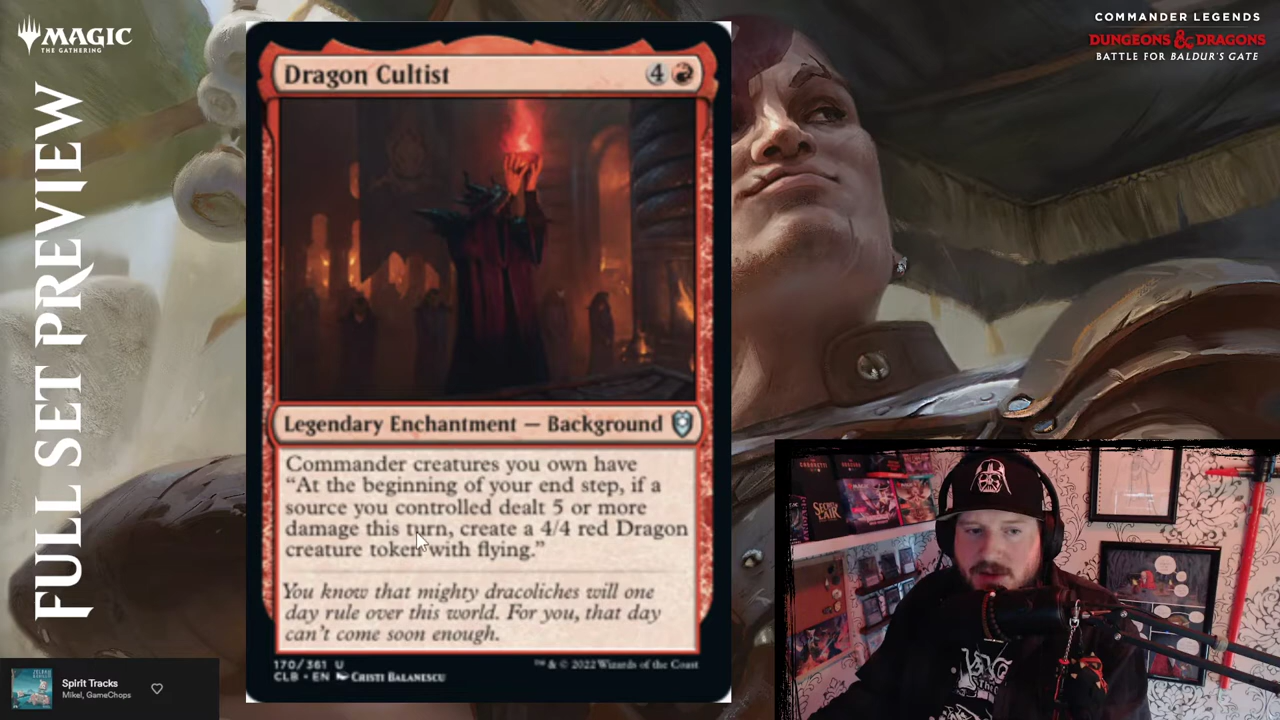 MAGIC
THE GATHERING
FULL SET PREVIEW
COMMANDER LEGENDS
DUNGEONS & DRAGONS
BATTLE FOR BALDUR'S GATE
Dragon Cultist
4
Legendary Enchantment — Background
Commander creatures you own have
“At the beginning of your end step, if a
source you controlled dealt 5 or more
damage this turn, create a 4/4 red Dragon
creature token with flying.”
You know that mighty dracoliches will one
day rule over this world. For you, that day
can't come soon enough.
170/361 U
CLB • EN CRISTI BALANESCU
™ & © 2022 Wizards of the Coast
Spirit Tracks
Mikel, GameChops
SECRET
LAIR